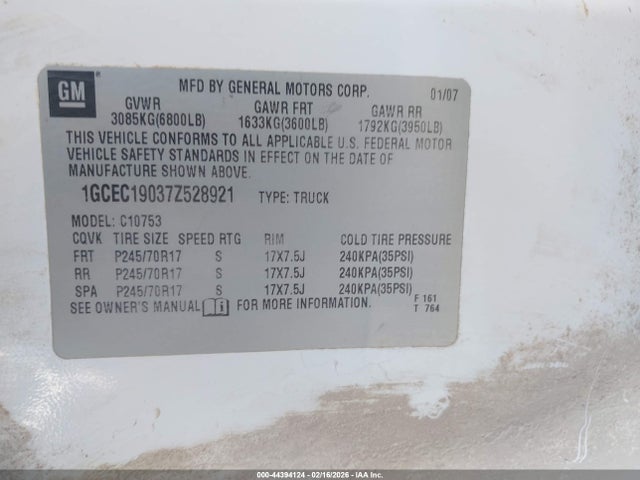 GM
MFD BY GENERAL MOTORS CORP. 01/07
GVWR GAWR FRT GAWR RR
3085KG(6800LB) 1633KG(3600LB) 1792KG(3950LB)
THIS VEHICLE CONFORMS TO ALL APPLICABLE U.S. FEDERAL MOTOR
VEHICLE SAFETY STANDARDS IN EFFECT ON THE DATE OF
MANUFACTURE SHOWN ABOVE.
1GCEC19037Z528921 TYPE: TRUCK
MODEL: C10753
CQVK TIRE SIZE SPEED RTG RIM COLD TIRE PRESSURE
FRT P245/70R17 S 17X7.5J 240KPA(35PSI)
RR P245/70R17 S 17X7.5J 240KPA(35PSI)
SPA P245/70R17 S 17X7.5J 240KPA(35PSI)
SEE OWNER'S MANUAL i FOR MORE INFORMATION. F 161
T 764
000-44394124 | 02/16/2026 - IAA Inc.